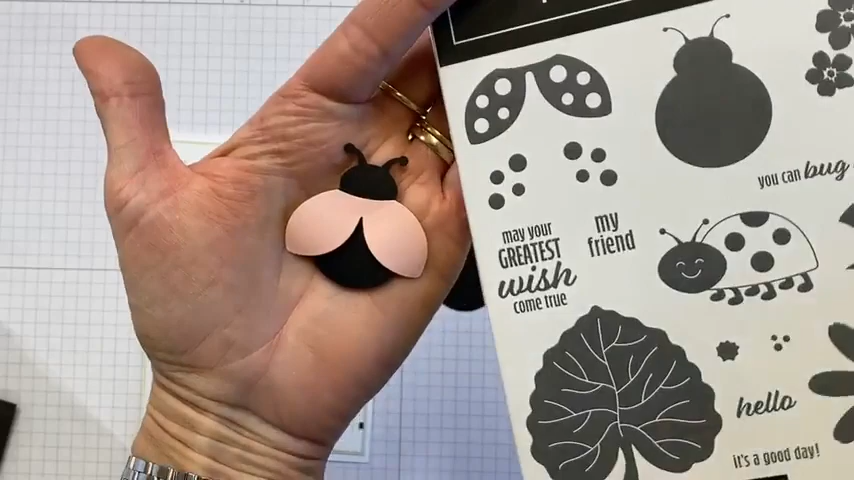 you can bug
may your
GREATEST
wish
come true
my
friend
hello
it's a good day!